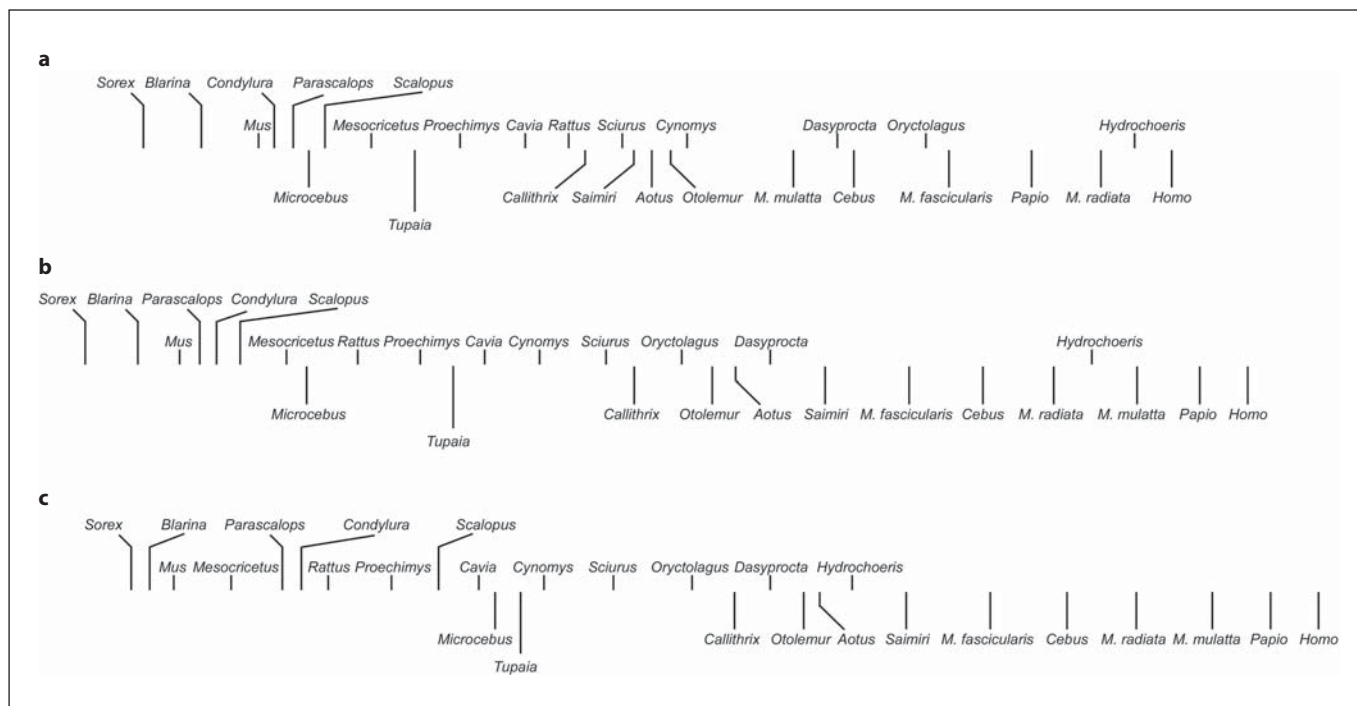 a
Sorex Blarina Condylura Parascalops Scalopus
Mus Mesocricetus Proechimys Cavia Rattus Sciurus Cynomys Dasyprocta Oryctolagus Hydrochoeris
Microcebus Callithrix Saimiri Aotus Otolemur M. mulatta Cebus M. fascicularis Papio M. radiata Homo
Tupaia
b
Sorex Blarina Parascalops Condylura Scalopus
Mus Mesocricetus Rattus Proechimys Cavia Cynomys Sciurus Oryctolagus Dasyprocta Hydrochoeris
Microcebus Callithrix Otolemur Aotus Saimiri M. fascicularis Cebus M. radiata M. mulatta Papio Homo
Tupaia
c
Sorex Blarina Parascalops Condylura Scalopus
Mus Mesocricetus Rattus Proechimys Cavia Cynomys Sciurus Oryctolagus Dasyprocta Hydrochoeris
Microcebus Callithrix Otolemur Aotus Saimiri M. fascicularis Cebus M. radiata M. mulatta Papio Homo
Tupaia